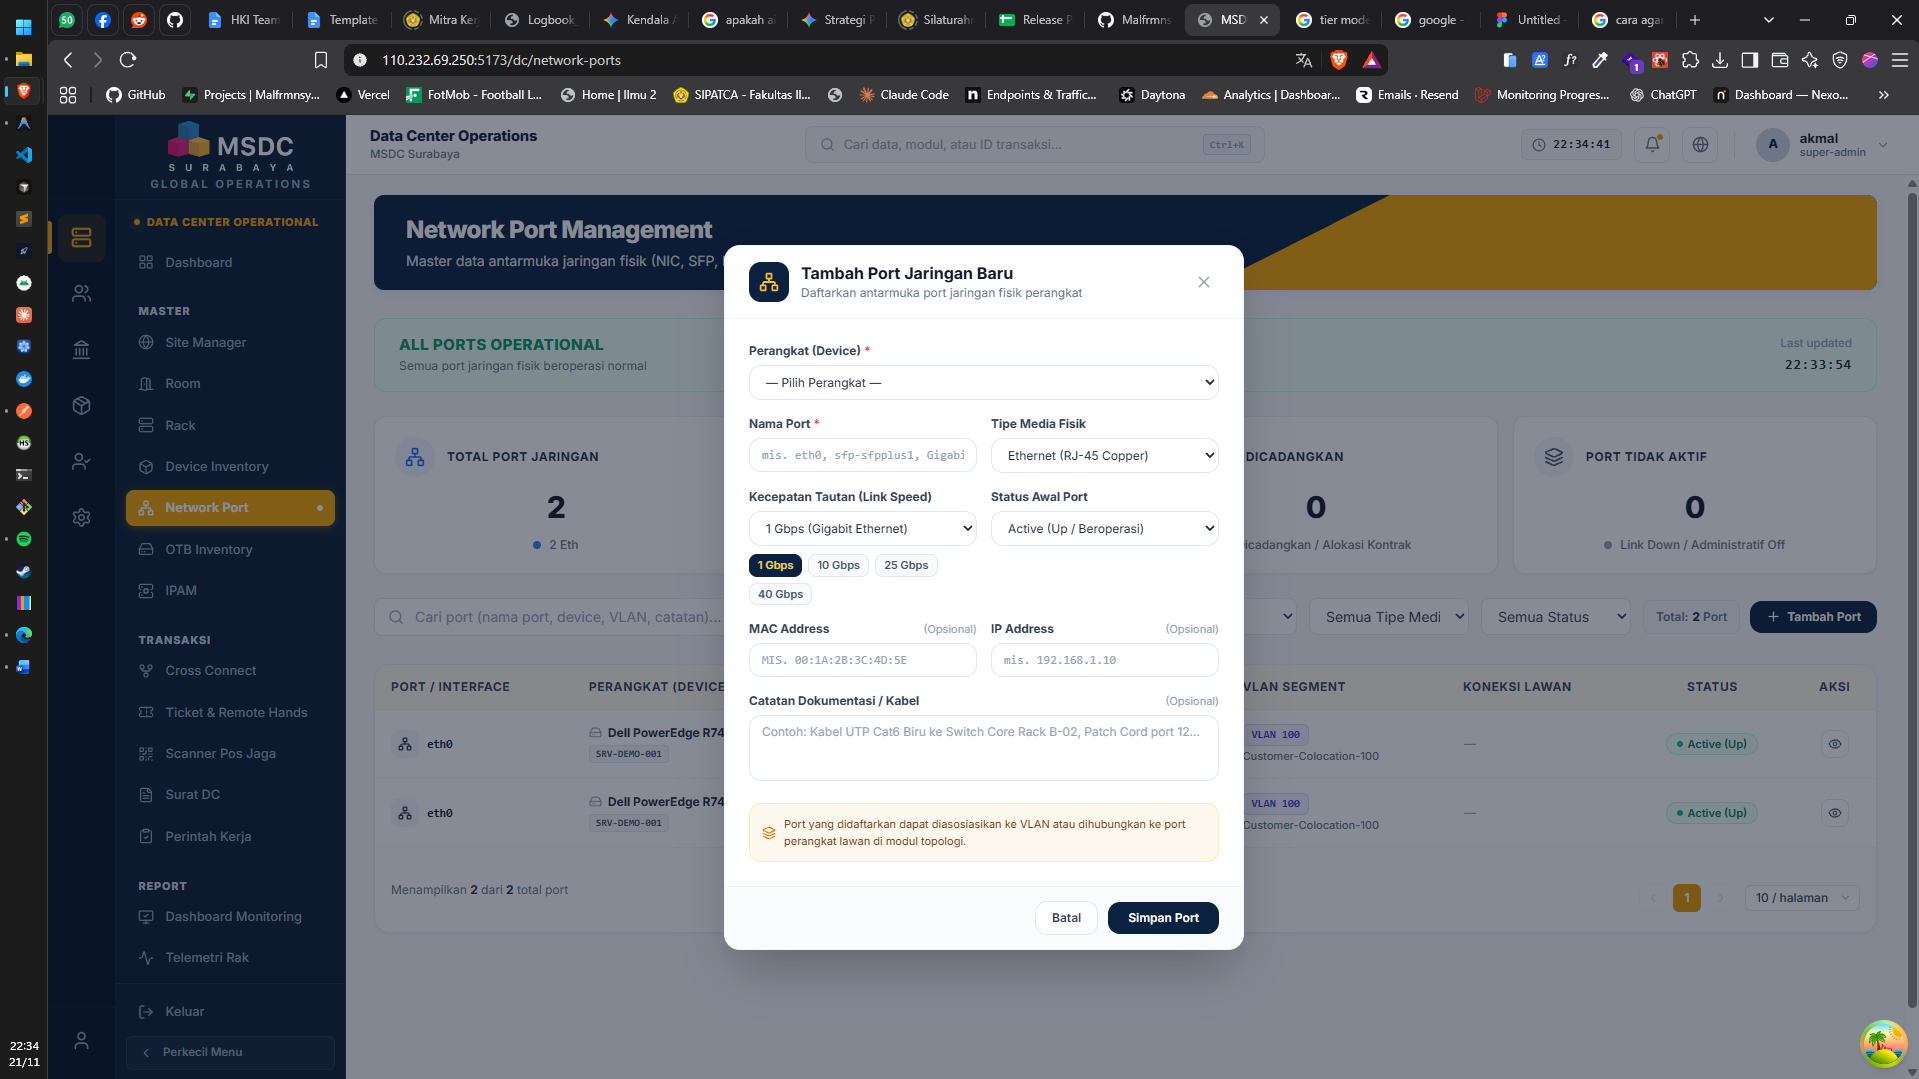 50
HKI Team
Template
Mitra Ker
Logbook
Kendala A
apakah ai
Strategi P
Silaturah
Release P
Malfrmns
MSD
tier mode
google -
Untitled -
cara agar
110.232.69.250:5173/dc/network-ports
1
GitHub
Projects | Malfrmnsy...
Vercel
FotMob - Football L...
Home | Ilmu 2
SIPATCA - Fakultas Il...
Claude Code
Endpoints & Traffic...
Daytona
Analytics | Dashboar...
Emails · Resend
Monitoring Progres...
ChatGPT
Dashboard — Nexo...
MSDC
SURABAYA
GLOBAL OPERATIONS
Data Center Operations
MSDC Surabaya
Cari data, modul, atau ID transaksi...
Ctrl+K
22:34:41
A
akmal
super-admin
DATA CENTER OPERATIONAL
Dashboard
MASTER
Site Manager
Room
Rack
Device Inventory
Network Port
OTB Inventory
IPAM
TRANSAKSI
Cross Connect
Ticket & Remote Hands
Scanner Pos Jaga
Surat DC
Perintah Kerja
REPORT
Dashboard Monitoring
Telemetri Rak
Keluar
Perkecil Menu
22:34
21/11
Network Port Management
Master data antarmuka jaringan fisik (NIC, SFP,
ALL PORTS OPERATIONAL
Semua port jaringan fisik beroperasi normal
Last updated
22:33:54
TOTAL PORT JARINGAN
2
2 Eth
DICADANGKAN
0
icadangkan / Alokasi Kontrak
PORT TIDAK AKTIF
0
Link Down / Administratif Off
Cari port (nama port, device, VLAN, catatan)...
Semua Tipe Medi
Semua Status
Total: 2 Port
+ Tambah Port
PORT / INTERFACE
PERANGKAT (DEVICE
VLAN SEGMENT
KONEKSI LAWAN
STATUS
AKSI
eth0
Dell PowerEdge R74
SRV-DEMO-001
VLAN 100
Customer-Colocation-100
—
Active (Up)
eth0
Dell PowerEdge R74
SRV-DEMO-001
VLAN 100
Customer-Colocation-100
—
Active (Up)
Menampilkan 2 dari 2 total port
1
10 / halaman
Tambah Port Jaringan Baru
Daftarkan antarmuka port jaringan fisik perangkat
Perangkat (Device) *
— Pilih Perangkat —
Nama Port *
mis. eth0, sfp-sfpplus1, Gigabi
Tipe Media Fisik
Ethernet (RJ-45 Copper)
Kecepatan Tautan (Link Speed)
1 Gbps (Gigabit Ethernet)
Status Awal Port
Active (Up / Beroperasi)
1 Gbps
10 Gbps
25 Gbps
40 Gbps
MAC Address
(Opsional)
MIS. 00:1A:2B:3C:4D:5E
IP Address
(Opsional)
mis. 192.168.1.10
Catatan Dokumentasi / Kabel
(Opsional)
Contoh: Kabel UTP Cat6 Biru ke Switch Core Rack B-02, Patch Cord port 12...
Port yang didaftarkan dapat diasosiasikan ke VLAN atau dihubungkan ke port
perangkat lawan di modul topologi.
Batal
Simpan Port